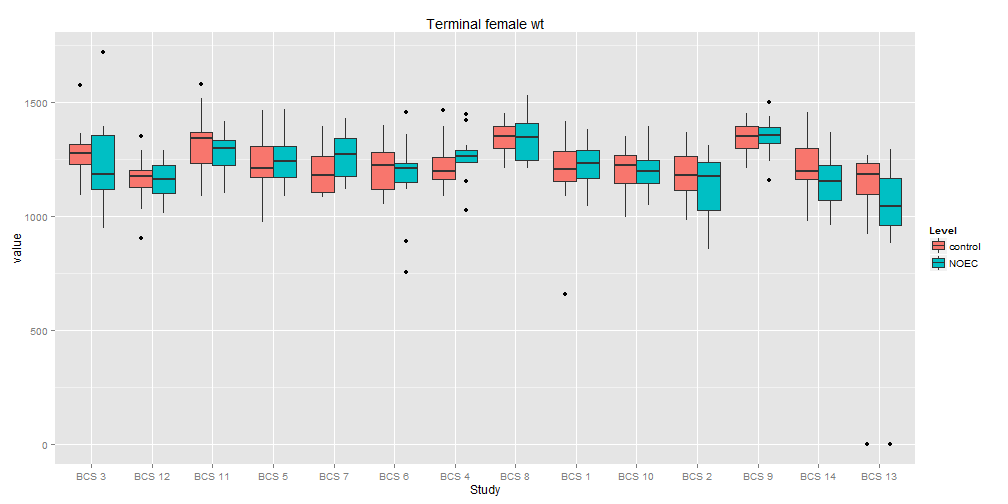 Terminal female wt
value
1500
1000
500
0
BCS 3 BCS 12 BCS 11 BCS 5 BCS 7 BCS 6 BCS 4 BCS 8 BCS 1 BCS 10 BCS 2 BCS 9 BCS 14 BCS 13
Study
Level
control
NOEC